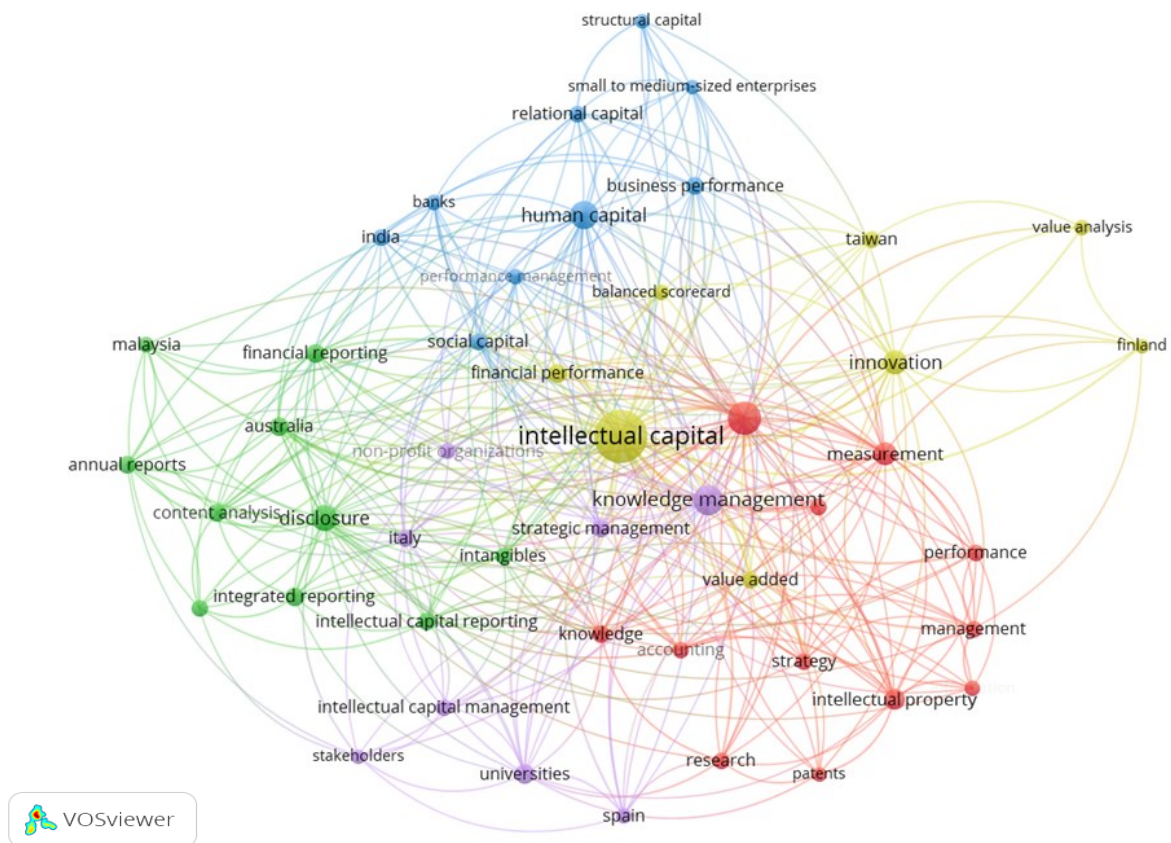 structural capital
small to medium-sized enterprises
relational capital
business performance
banks
human capital
value analysis
india
taiwan
performance management
balanced scorecard
social capital
malaysia
financial reporting
finland
innovation
financial performance
australia
intellectual capital
non-profit organizations
measurement
annual reports
knowledge management
content analysis
disclosure
strategic management
italy
intangibles
performance
value added
integrated reporting
intellectual capital reporting
knowledge
management
accounting
strategy
intellectual property
intellectual capital management
stakeholders
research
universities
patents
spain
VOSviewer